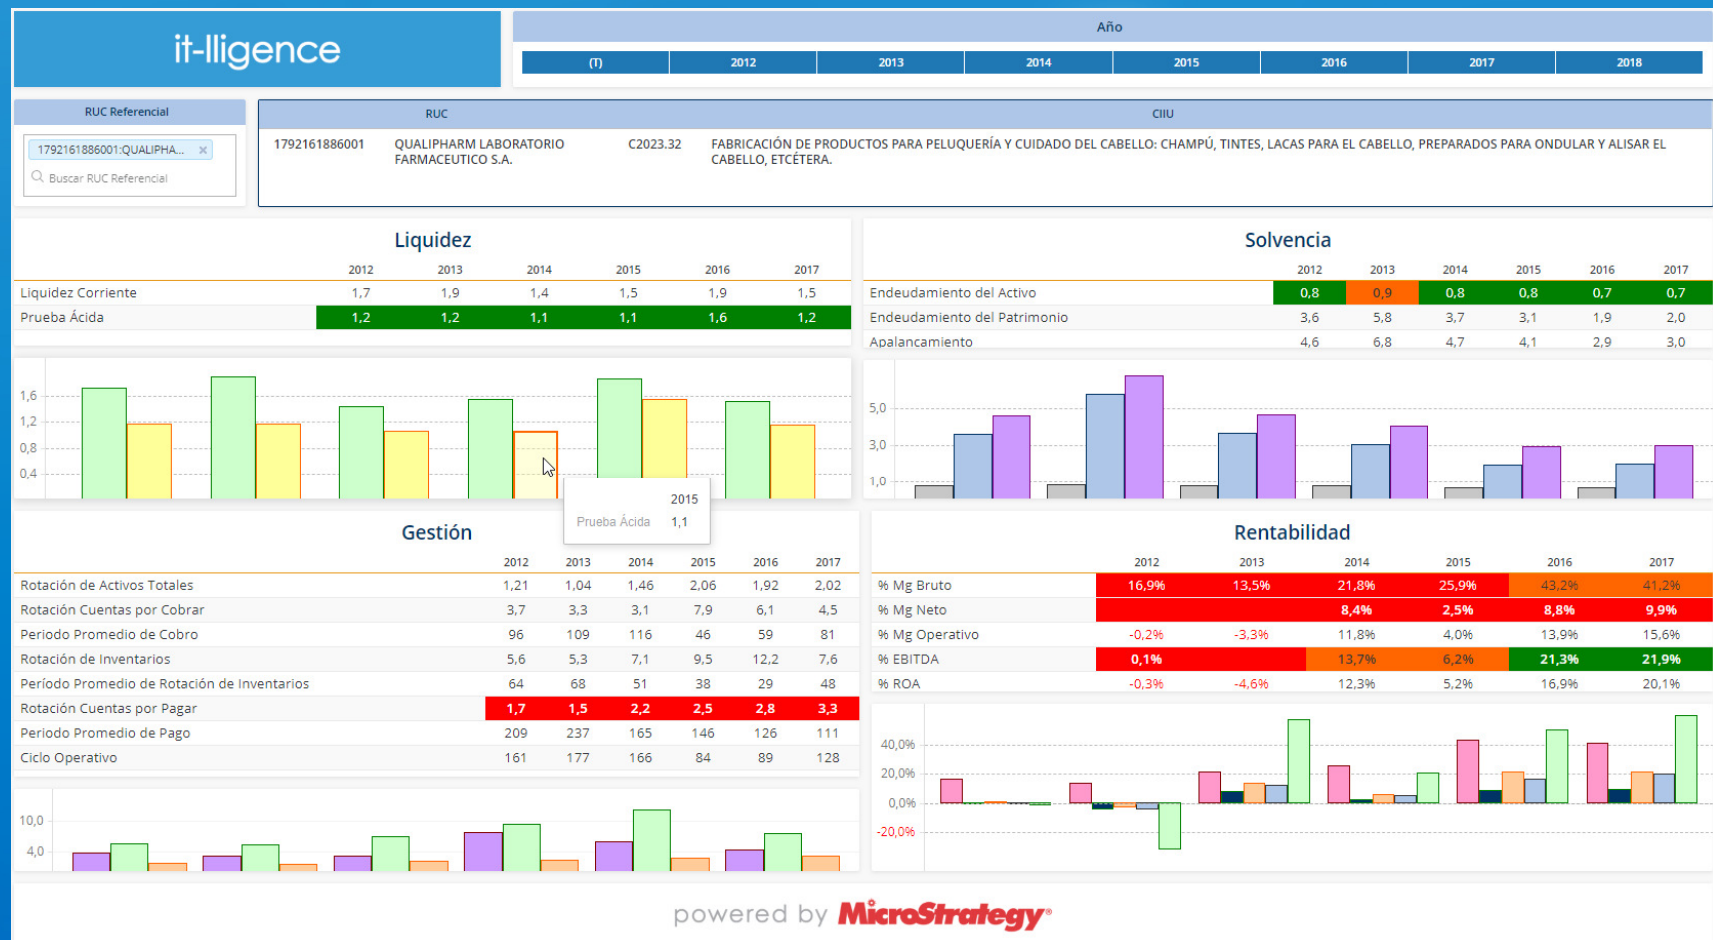 it-lligence
Año
(T) 2012 2013 2014 2015 2016 2017 2018
RUC Referencial
1792161886001:QUALIPHA... ×
Buscar RUC Referencial
RUC CIIU
1792161886001 QUALIPHARM LABORATORIO C2023.32 FABRICACIÓN DE PRODUCTOS PARA PELUQUERÍA Y CUIDADO DEL CABELLO: CHAMPÚ, TINTES, LACAS PARA EL CABELLO, PREPARADOS PARA ONDULAR Y ALISAR EL
FARMACEUTICO S.A. CABELLO, ETCÉTERA.
Liquidez
2012 2013 2014 2015 2016 2017
Liquidez Corriente 1,7 1,9 1,4 1,5 1,9 1,5
Prueba Ácida 1,2 1,2 1,1 1,1 1,6 1,2
1,6
1,2
0,8
0,4
2015
Prueba Ácida 1,1
Solvencia
2012 2013 2014 2015 2016 2017
Endeudamiento del Activo 0,8 0,9 0,8 0,8 0,7 0,7
Endeudamiento del Patrimonio 3,6 5,8 3,7 3,1 1,9 2,0
Apalancamiento 4,6 6,8 4,7 4,1 2,9 3,0
5,0
3,0
1,0
Gestión
2012 2013 2014 2015 2016 2017
Rotación de Activos Totales 1,21 1,04 1,46 2,06 1,92 2,02
Rotación Cuentas por Cobrar 3,7 3,3 3,1 7,9 6,1 4,5
Periodo Promedio de Cobro 96 109 116 46 59 81
Rotación de Inventarios 5,6 5,3 7,1 9,5 12,2 7,6
Período Promedio de Rotación de Inventarios 64 68 51 38 29 48
Rotación Cuentas por Pagar 1,7 1,5 2,2 2,5 2,8 3,3
Periodo Promedio de Pago 209 237 165 146 126 111
Ciclo Operativo 161 177 166 84 89 128
10,0
4,0
Rentabilidad
2012 2013 2014 2015 2016 2017
% Mg Bruto 16,9% 13,5% 21,8% 25,9% 43,2% 41,2%
% Mg Neto 8,4% 2,5% 8,8% 9,9%
% Mg Operativo -0,2% -3,3% 11,8% 4,0% 13,9% 15,6%
% EBITDA 0,1% 13,7% 6,2% 21,3% 21,9%
% ROA -0,3% -4,6% 12,3% 5,2% 16,9% 20,1%
40,0%
20,0%
0,0%
-20,0%
powered by MicroStrategy